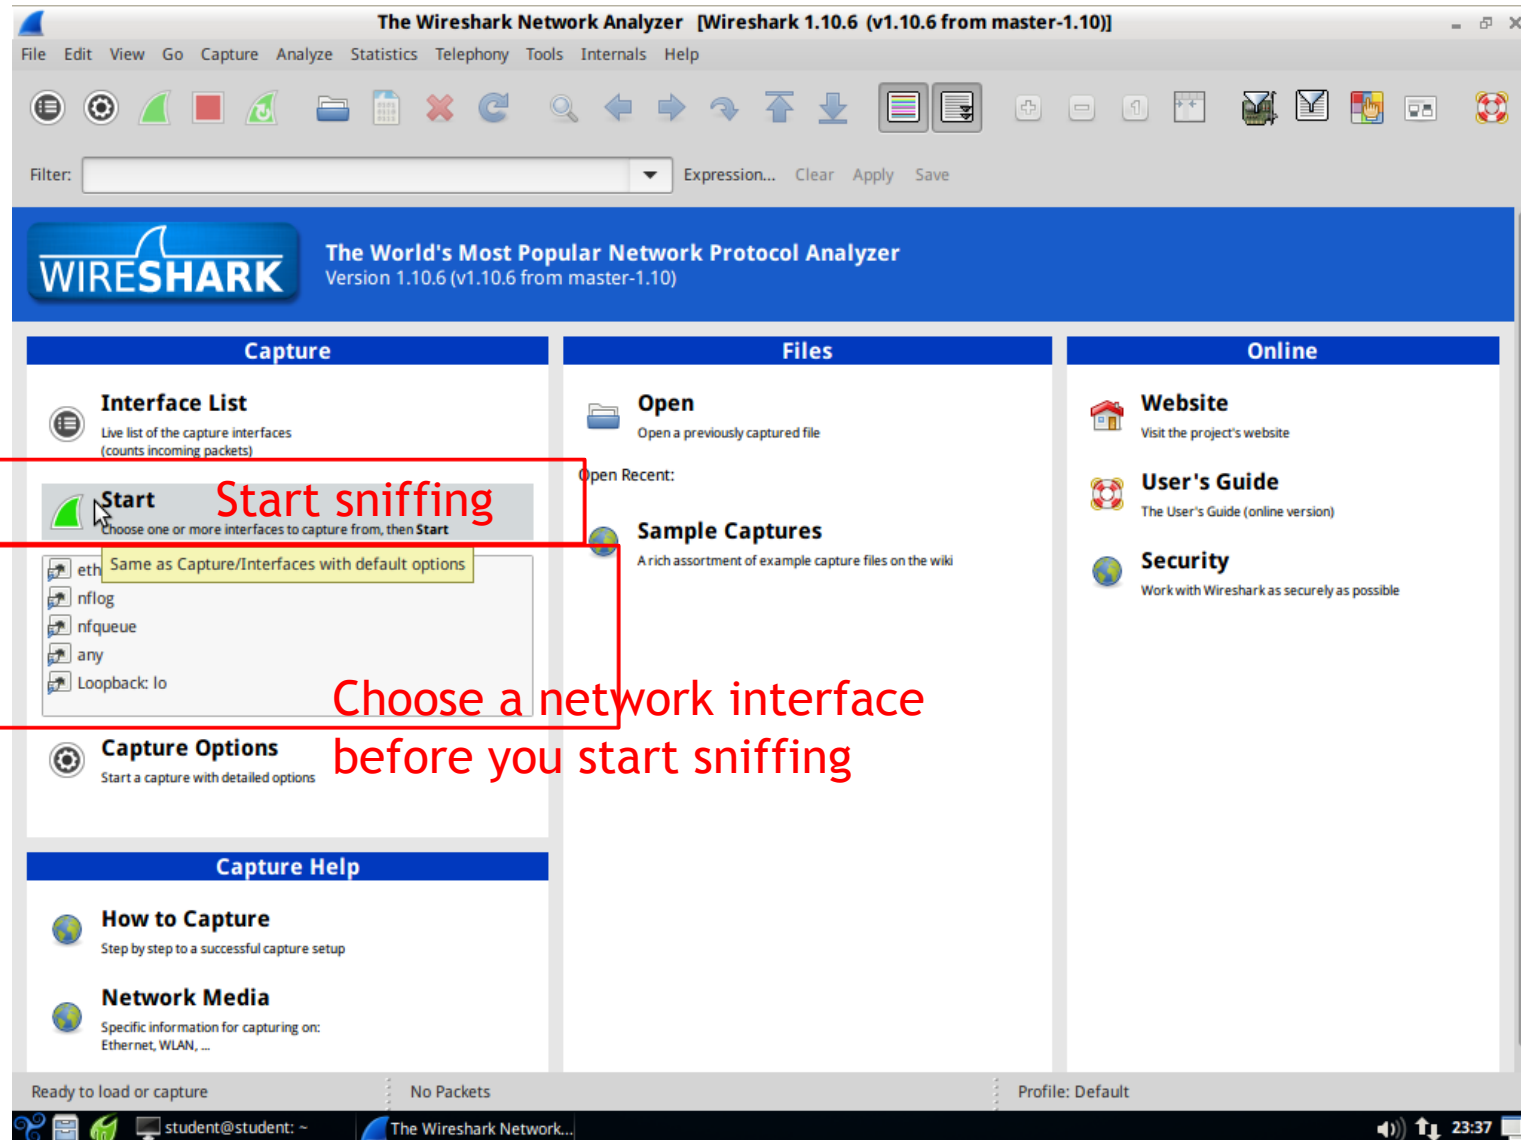 The Wireshark Network Analyzer [Wireshark 1.10.6 (v1.10.6 from master-1.10)]
File Edit View Go Capture Analyze Statistics Telephony Tools Internals Help
Filter: Expression... Clear Apply Save
WIRESHARK
The World's Most Popular Network Protocol Analyzer
Version 1.10.6 (v1.10.6 from master-1.10)
Capture
Interface List
Live list of the capture interfaces
(counts incoming packets)
Start
Start sniffing
Choose one or more interfaces to capture from, then Start
Same as Capture/Interfaces with default options
eth
nflog
nfqueue
any
Loopback: lo
Choose a network interface
before you start sniffing
Capture Options
Start a capture with detailed options
Capture Help
How to Capture
Step by step to a successful capture setup
Network Media
Specific information for capturing on:
Ethernet, WLAN, ...
Files
Open
Open a previously captured file
Open Recent:
Sample Captures
A rich assortment of example capture files on the wiki
Online
Website
Visit the project's website
User's Guide
The User's Guide (online version)
Security
Work with Wireshark as securely as possible
Ready to load or capture
No Packets
Profile: Default
student@student: ~
The Wireshark Network...
23:37